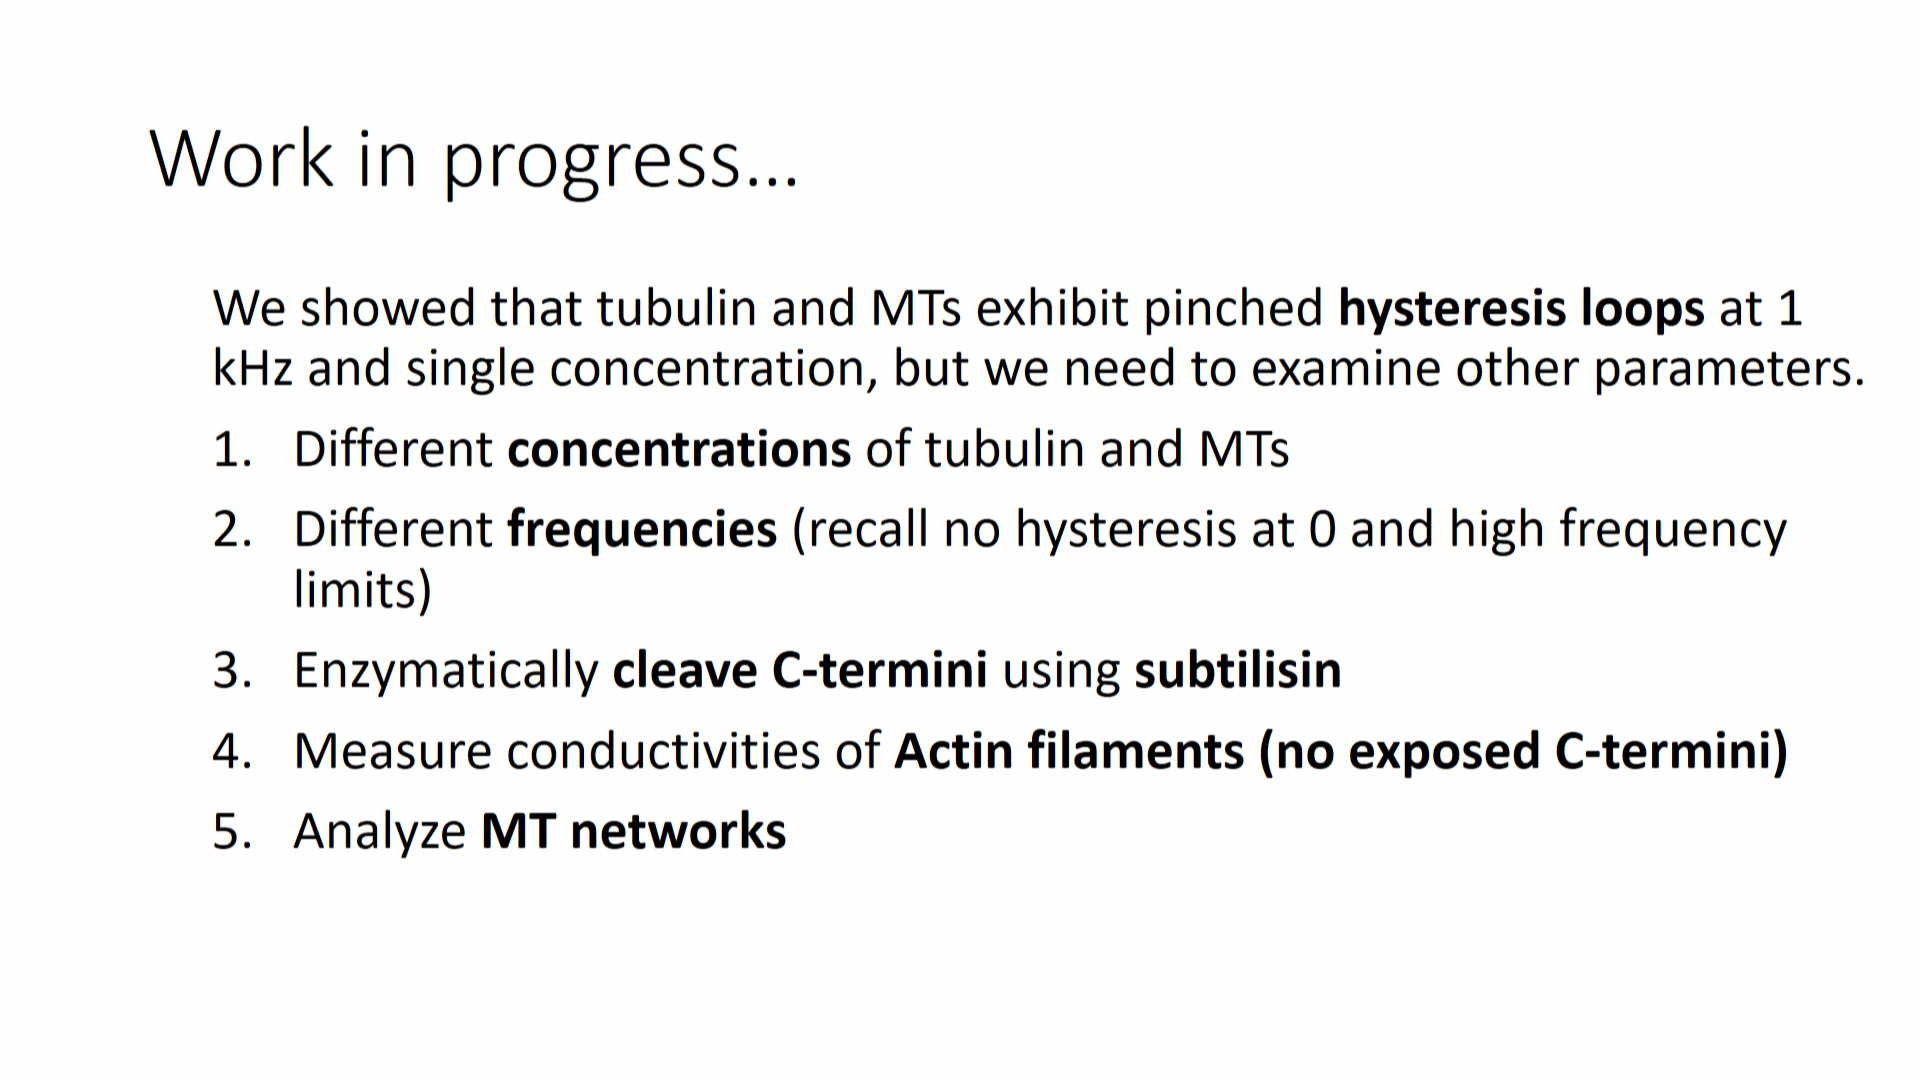 Work in progress...
We showed that tubulin and MTs exhibit pinched hysteresis loops at 1
kHz and single concentration, but we need to examine other parameters.
1. Different concentrations of tubulin and MTs
2. Different frequencies (recall no hysteresis at 0 and high frequency
limits)
3. Enzymatically cleave C-termini using subtilisin
4. Measure conductivities of Actin filaments (no exposed C-termini)
5. Analyze MT networks